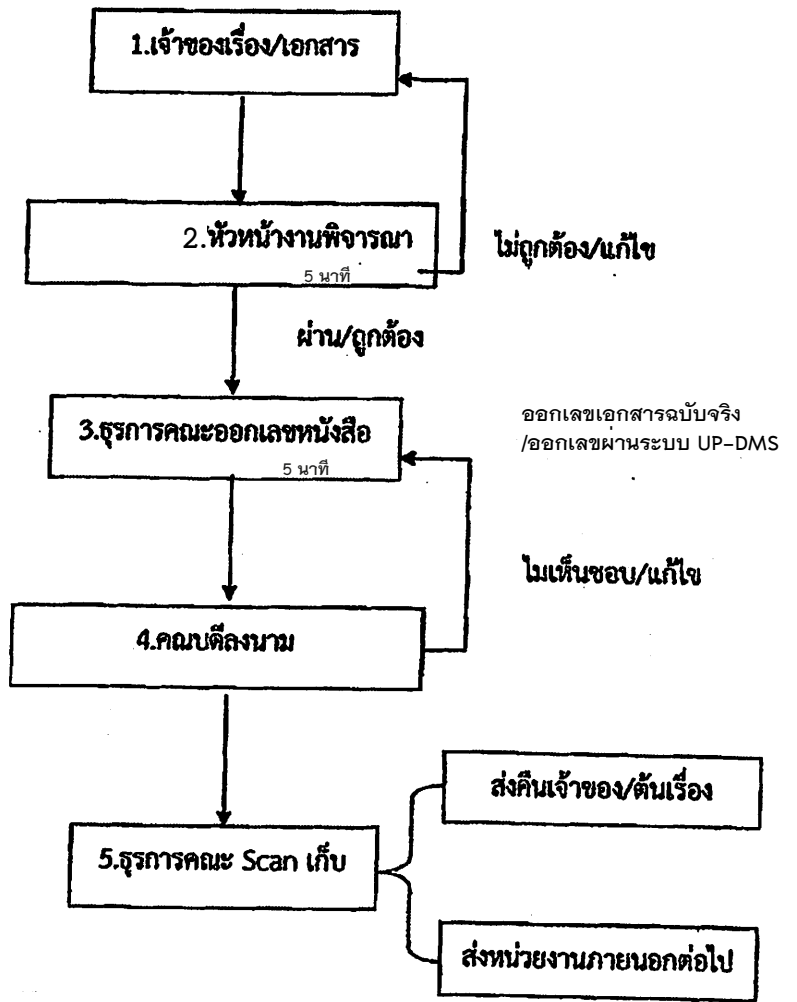 1.เจ้าของเรื่อง/เอกสาร
2.หัวหน้างานพิจารณา
5 นาที
ไม่ถูกต้อง/แก้ไข
ผ่าน/ถูกต้อง
3.ธุรการคณะออกเลขหนังสือ
5 นาที
ออกเลขเอกสารฉบับจริง
/ออกเลขผ่านระบบ UP-DMS
ไมเห็นชอบ/แก้ไข
4.คณบดีลงนาม
ส่งคืนเจ้าของ/ต้นเรื่อง
5.ธุรการคณะ Scan เก็บ
ส่งหน่วยงานภายนอกต่อไป